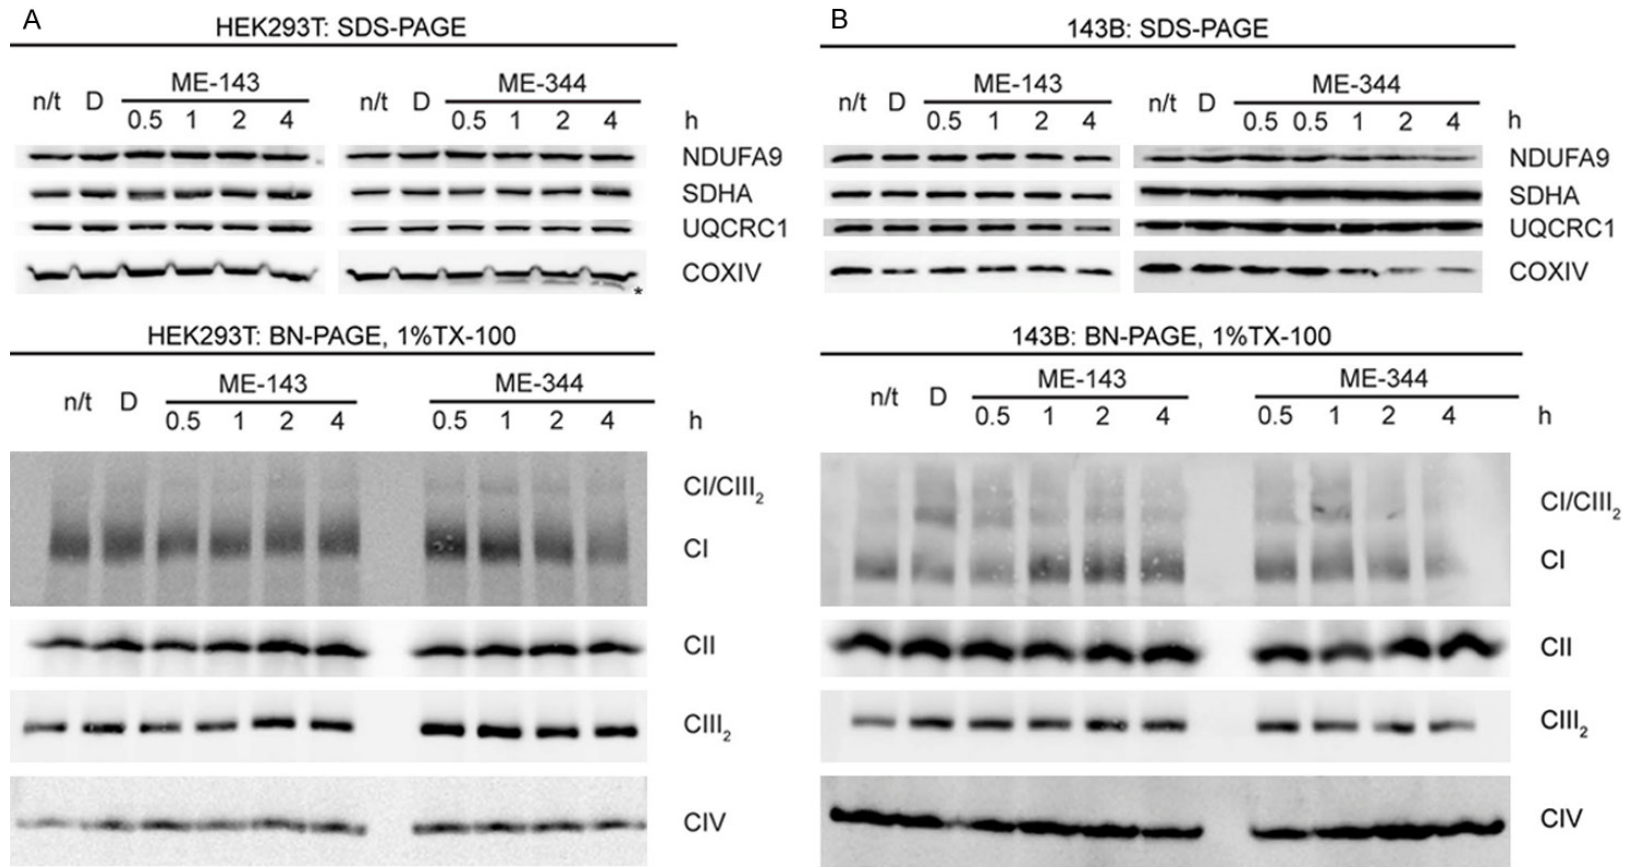 A
HEK293T: SDS-PAGE
n/t D ME-143 n/t D ME-344
0.5 1 2 4 0.5 1 2 4 h
NDUFA9
SDHA
UQCRC1
COXIV
*
HEK293T: BN-PAGE, 1%TX-100
n/t D ME-143 ME-344
0.5 1 2 4 0.5 1 2 4 h
CI/CIII2
CI
CII
CIII2
CIV
B
143B: SDS-PAGE
n/t D ME-143 n/t D ME-344
0.5 1 2 4 0.5 0.5 1 2 4 h
NDUFA9
SDHA
UQCRC1
COXIV
143B: BN-PAGE, 1%TX-100
n/t D ME-143 ME-344
0.5 1 2 4 0.5 1 2 4 h
CI/CIII2
CI
CII
CIII2
CIV